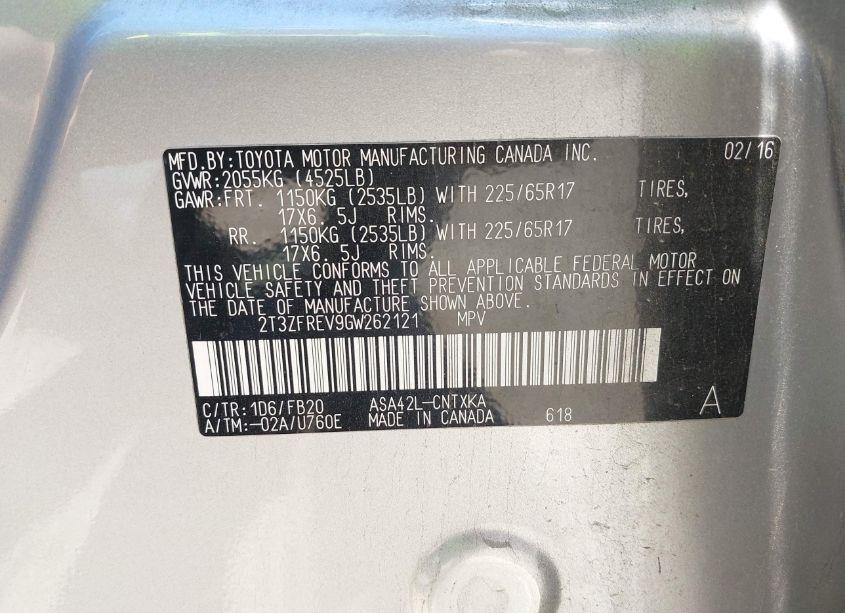 MFD.BY:TOYOTA MOTOR MANUFACTURING CANADA INC. 02/16
GVWR:2055KG (4525LB)
GAWR:FRT. 1150KG (2535LB) WITH 225/65R17 TIRES,
17X6. 5J RIMS.
RR. 1150KG (2535LB) WITH 225/65R17 TIRES,
17X6. 5J RIMS.
THIS VEHICLE CONFORMS TO ALL APPLICABLE FEDERAL MOTOR
VEHICLE SAFETY AND THEFT PREVENTION STANDARDS IN EFFECT ON
THE DATE OF MANUFACTURE SHOWN ABOVE.
2T3ZFREV9GW262121 MPV
C/TR:1D6/FB20 ASA42L-CNTXKA
A/TM:-02A/U760E MADE IN CANADA 618 A